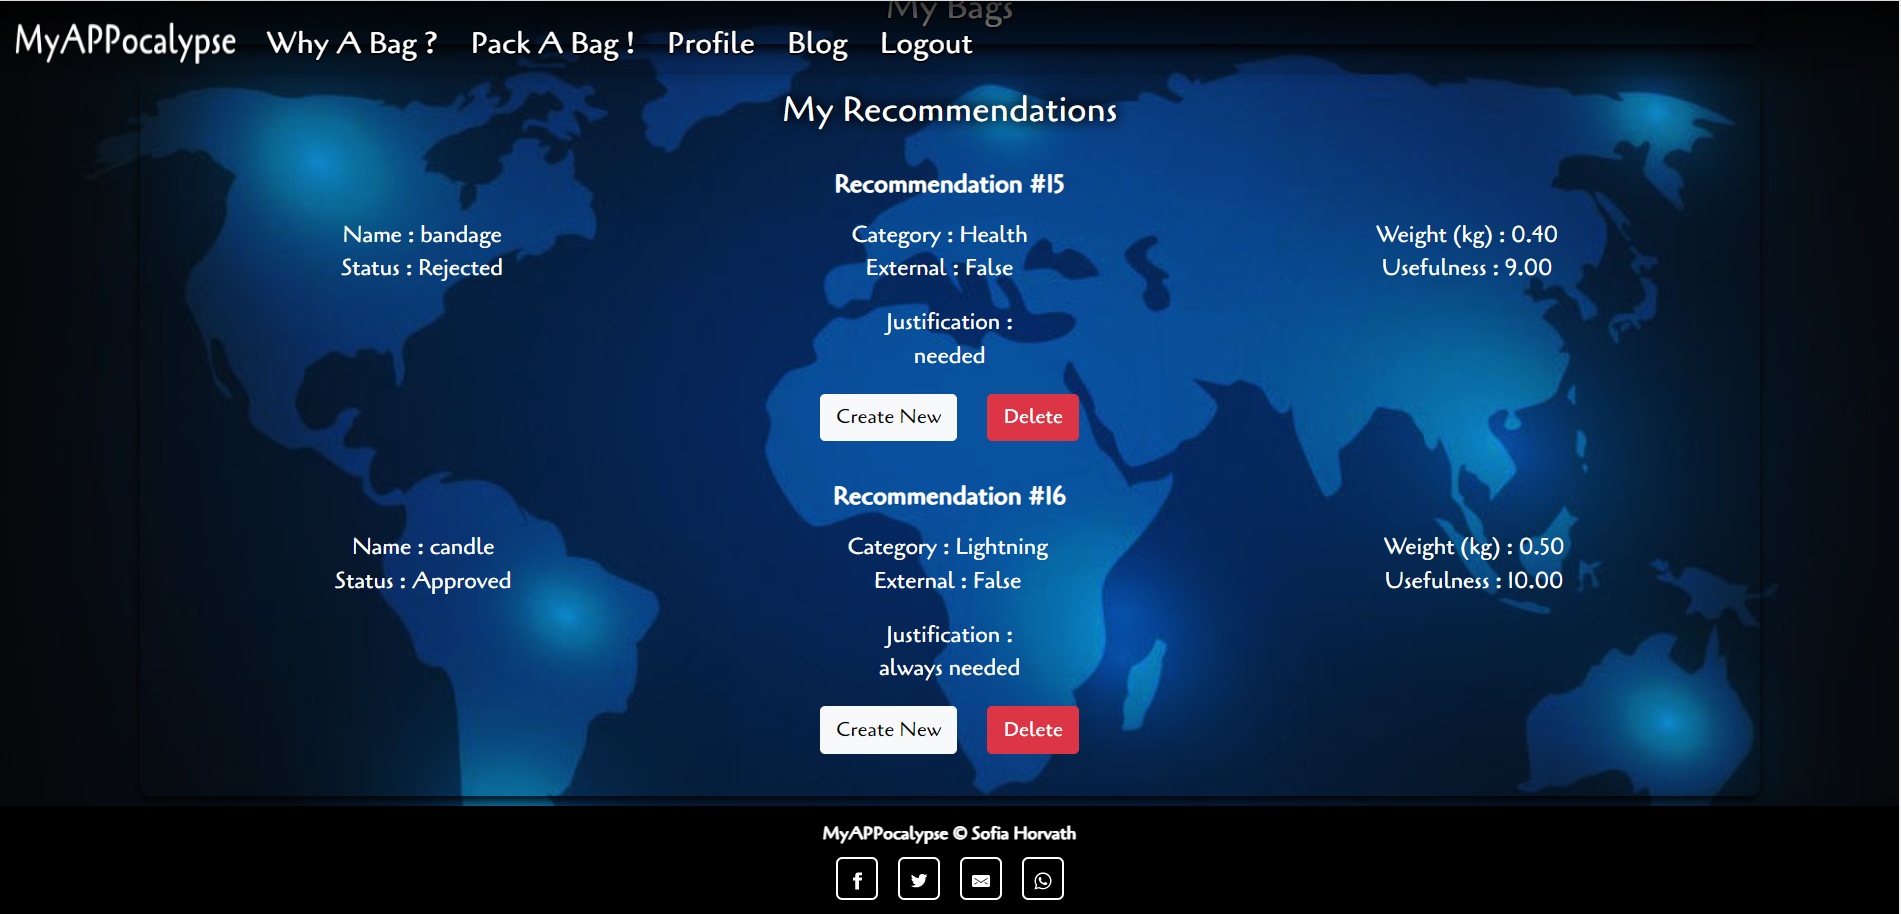 My Bags
MyAPPocalypse Why A Bag ? Pack A Bag ! Profile Blog Logout
My Recommendations
Recommendation #15
Name : bandage Category : Health Weight (kg) : 0.40
Status : Rejected External : False Usefulness : 9.00
Justification :
needed
Create New Delete
Recommendation #16
Name : candle Category : Lightning Weight (kg) : 0.50
Status : Approved External : False Usefulness : 10.00
Justification :
always needed
Create New Delete
MyAPPocalypse © Sofia Horvath